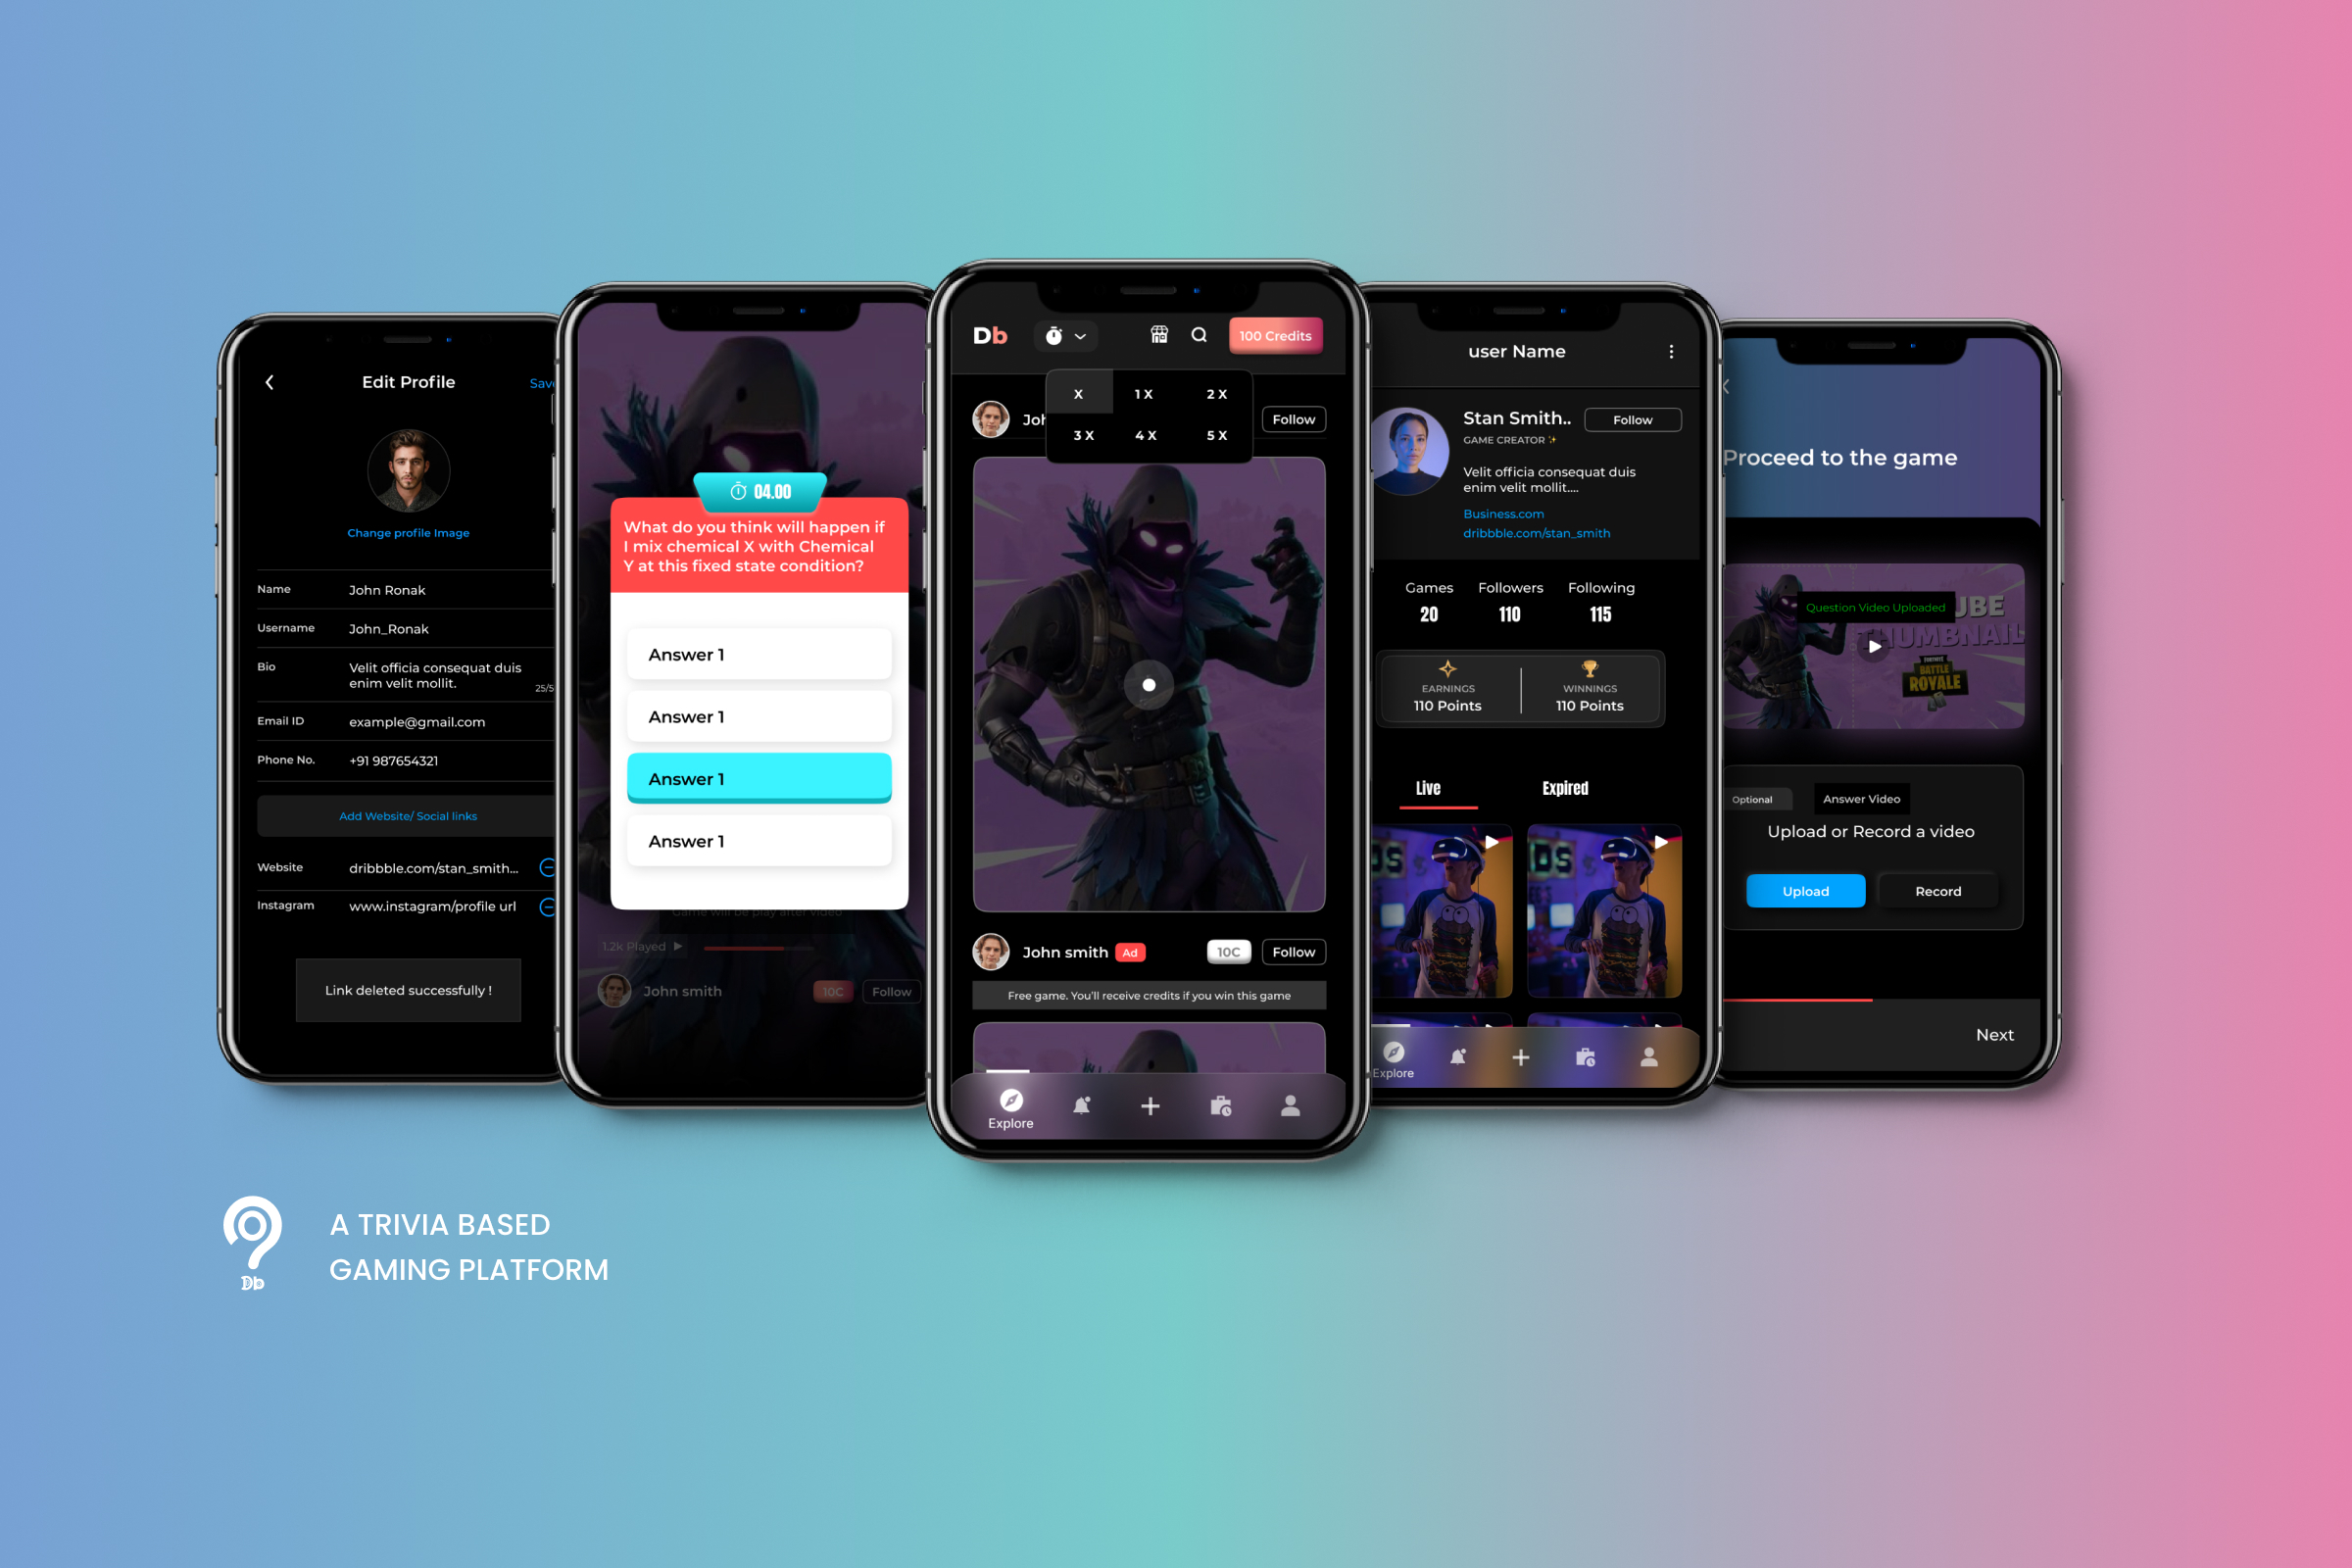 Edit Profile
Save
Change profile Image
Name
John Ronak
Username
John_Ronak
Bio
Velit officia consequat duis
enim velit mollit.
25/5
Email ID
example@gmail.com
Phone No.
+91 987654321
Add Website/ Social links
Website
dribbble.com/stan_smith...
Instagram
www.instagram/profile url
Link deleted successfully !
04.00
What do you think will happen if
I mix chemical X with Chemical
Y at this fixed state condition?
Answer 1
Answer 1
Answer 1
Answer 1
Game will be play after video
1.2k Played
John smith
10C
Follow
Db
100 Credits
X
1 X
2 X
3 X
4 X
5 X
Joh
Follow
John smith
Ad
10C
Follow
Free game. You'll receive credits if you win this game
Explore
user Name
Stan Smith..
Follow
GAME CREATOR
Velit officia consequat duis
enim velit mollit....
Business.com
dribbble.com/stan_smith
Games
Followers
Following
20
110
115
EARNINGS
WINNINGS
110 Points
110 Points
Live
Expired
Explore
Proceed to the game
Question Video Uploaded
UBE
THUMBNAIL
BATTLE
ROYALE
Optional
Answer Video
Upload or Record a video
Upload
Record
Next
Db
A TRIVIA BASED
GAMING PLATFORM